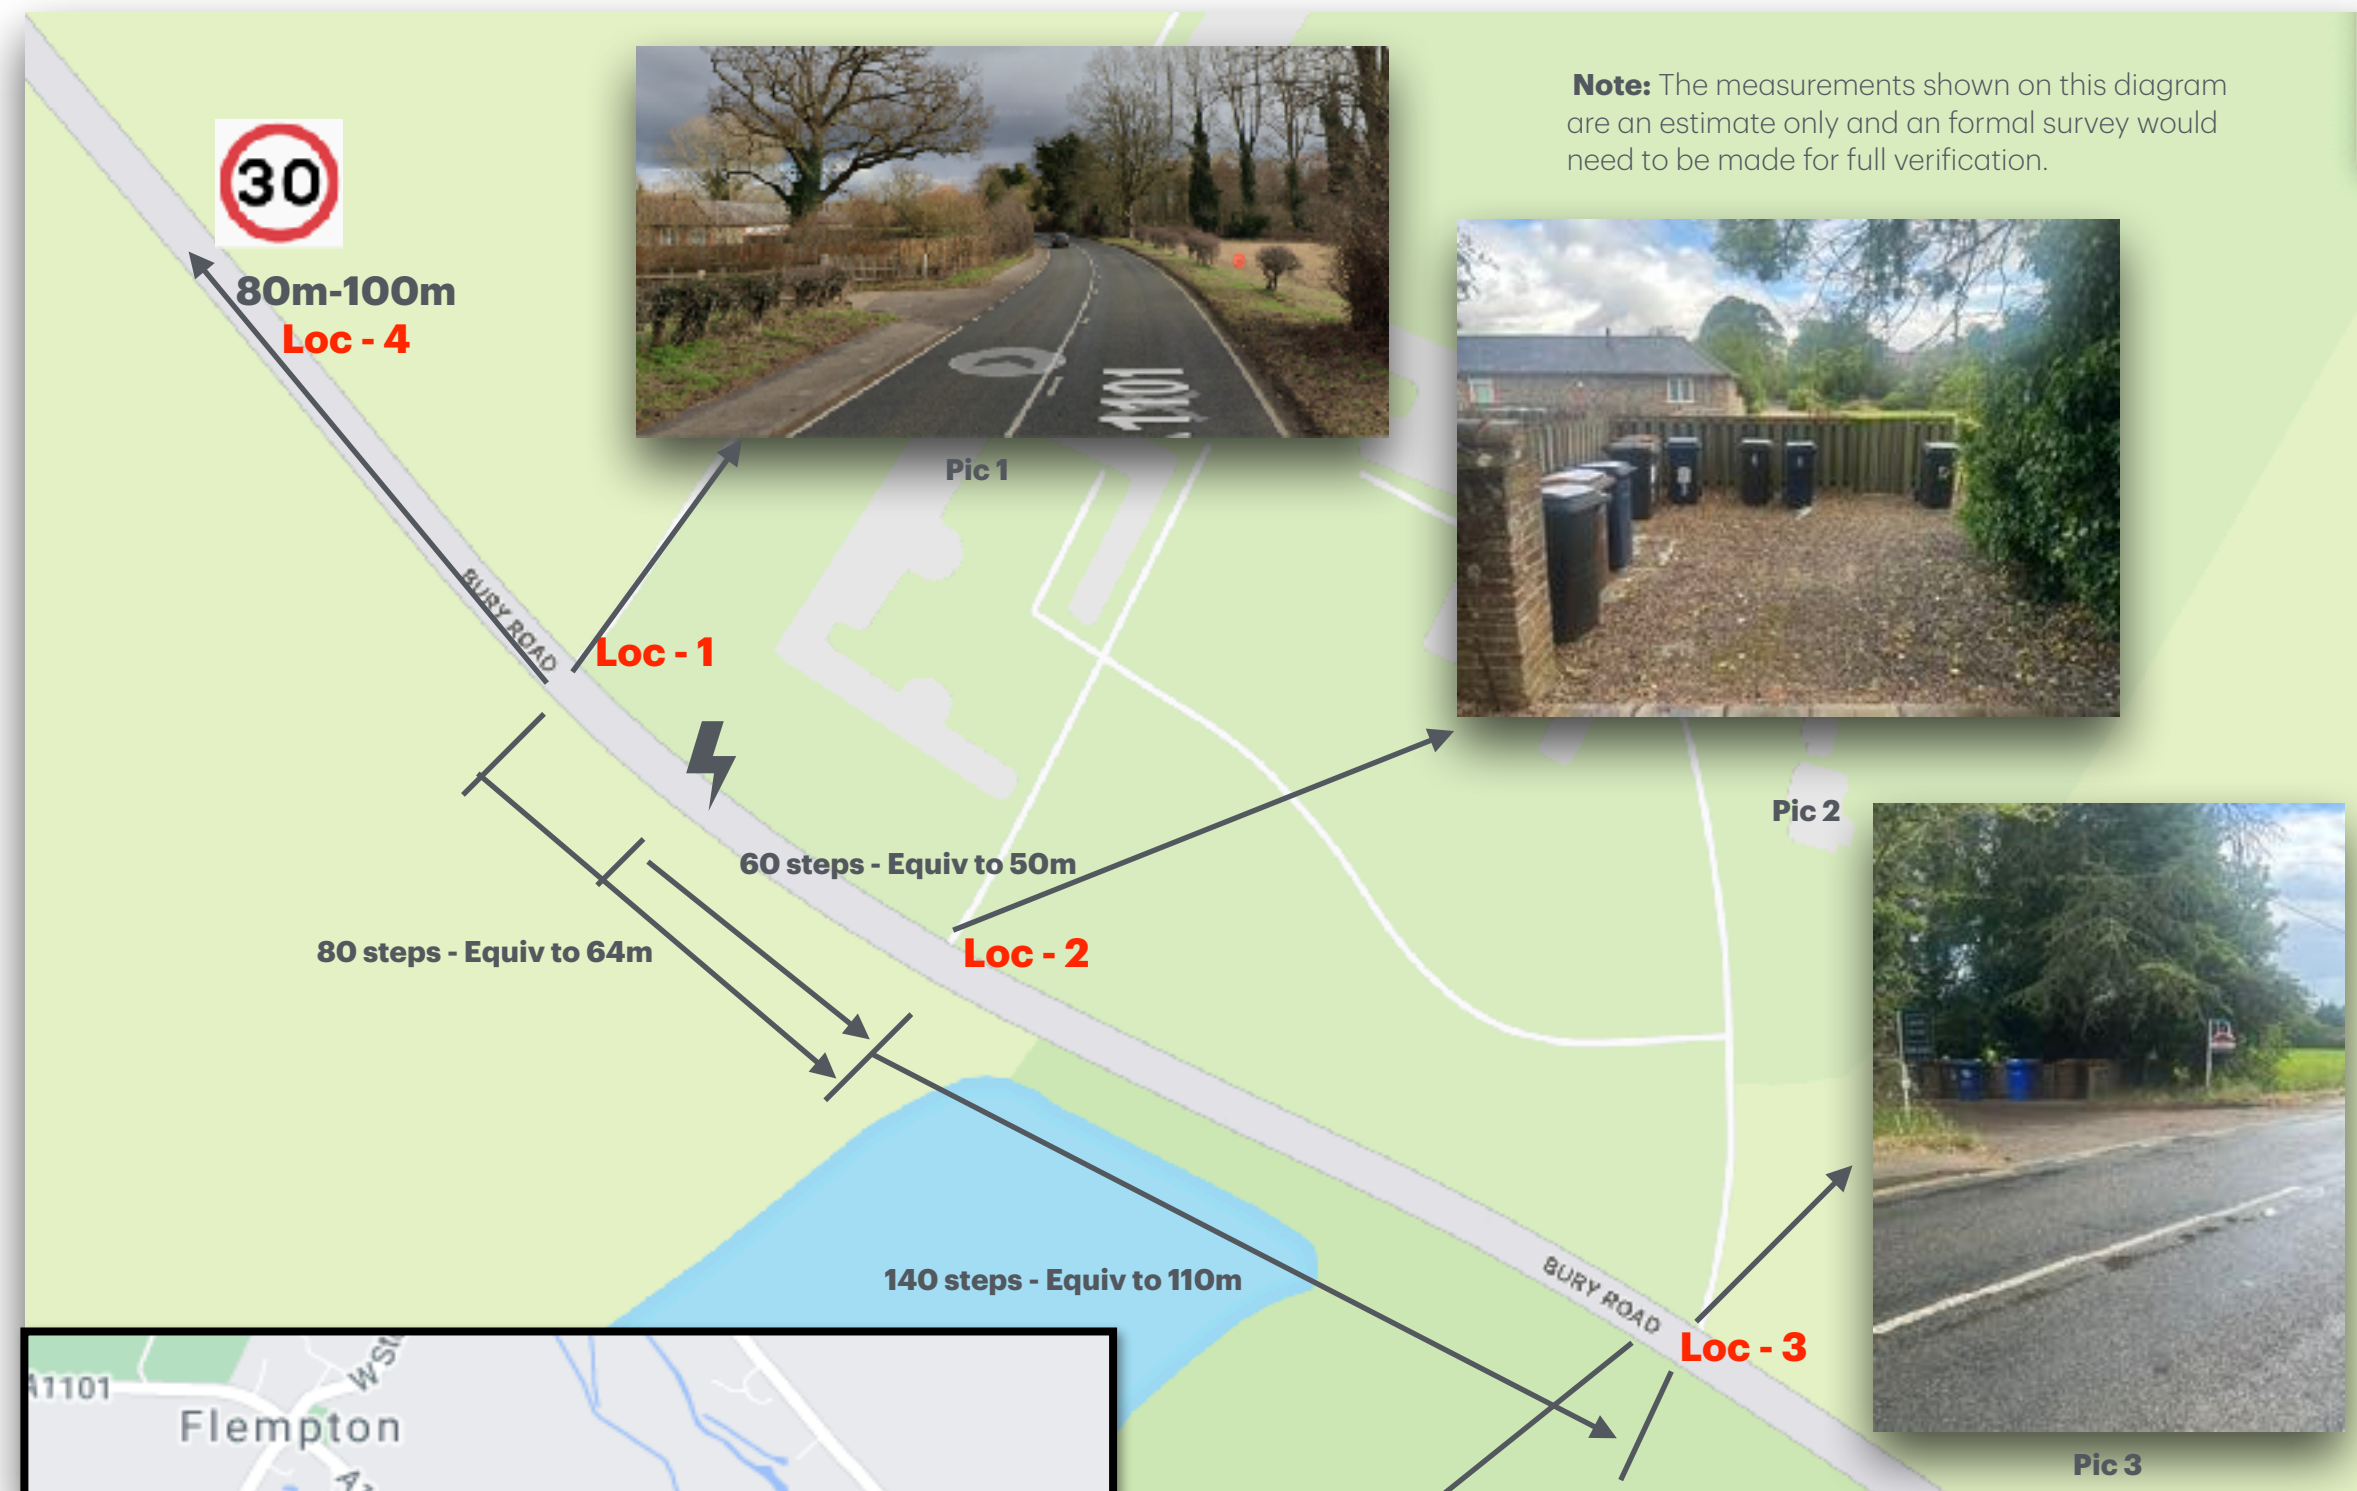 Note: The measurements shown on this diagram
are an estimate only and an formal survey would
need to be made for full verification.
30
80m-100m
Loc - 4
1101
Pic 1
BURY ROAD
Loc - 1
Pic 2
60 steps - Equiv to 50m
Loc - 2
80 steps - Equiv to 64m
140 steps - Equiv to 110m
BURY ROAD
Loc - 3
A1101
Flempton
Pic 3